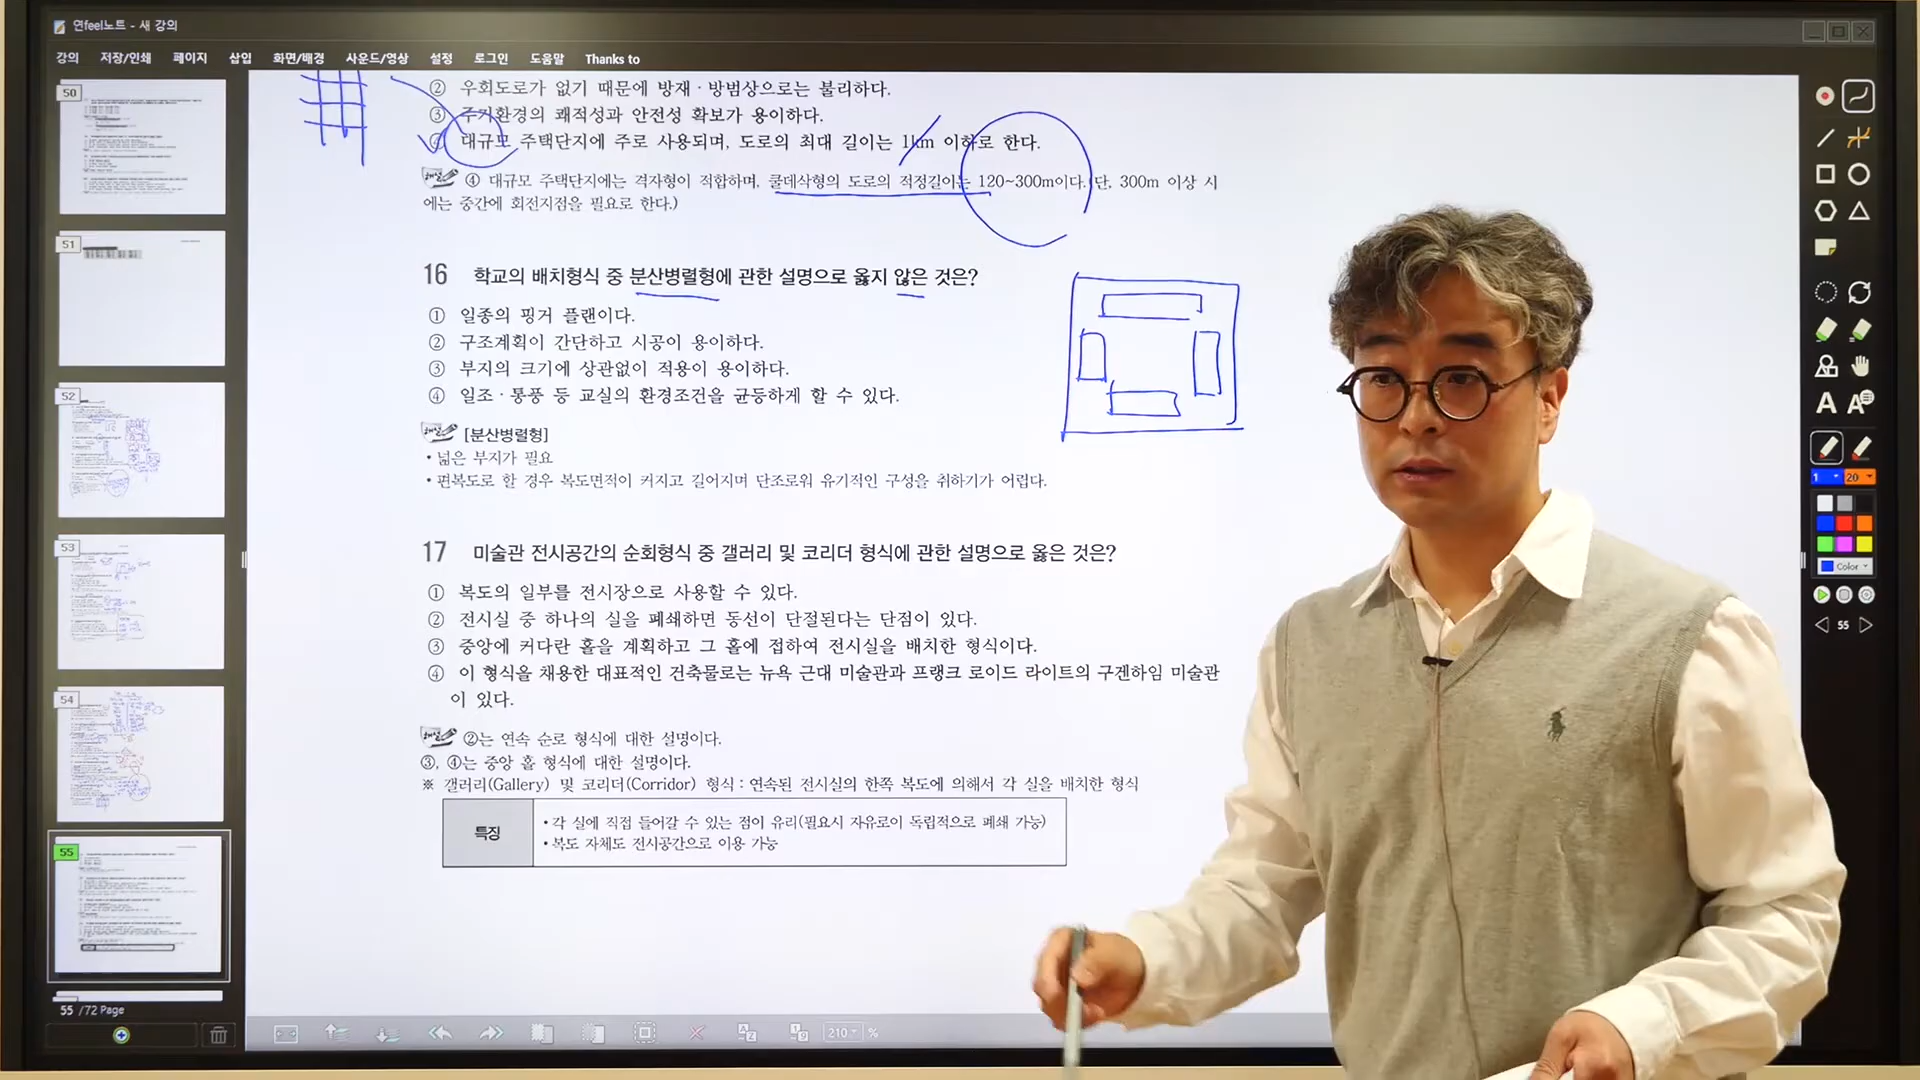 연feel노트 - 새 강의
강의 저장/인쇄 페이지 삽입 화면/배경 사운드/영상 설정 로그인 도움말 Thanks to
② 우회도로가 없기 때문에 방재·방범상으로는 불리하다.
③ 주거환경의 쾌적성과 안전성 확보가 용이하다.
④ 대규모 주택단지에 주로 사용되며, 도로의 최대 길이는 1km 이하로 한다.
해설 ④ 대규모 주택단지에는 격자형이 적합하며, 쿨데삭형의 도로의 적정길이는 120~300m이다. (단, 300m 이상 시
에는 중간에 회전지점을 필요로 한다.)
16 학교의 배치형식 중 분산병렬형에 관한 설명으로 옳지 않은 것은?
① 일종의 핑거 플랜이다.
② 구조계획이 간단하고 시공이 용이하다.
③ 부지의 크기에 상관없이 적용이 용이하다.
④ 일조·통풍 등 교실의 환경조건을 균등하게 할 수 있다.
해설 [분산병렬형]
• 넓은 부지가 필요
• 편복도로 할 경우 복도면적이 커지고 길어지며 단조로워 유기적인 구성을 취하기가 어렵다.
17 미술관 전시공간의 순회형식 중 갤러리 및 코리더 형식에 관한 설명으로 옳은 것은?
① 복도의 일부를 전시장으로 사용할 수 있다.
② 전시실 중 하나의 실을 폐쇄하면 동선이 단절된다는 단점이 있다.
③ 중앙에 커다란 홀을 계획하고 그 홀에 접하여 전시실을 배치한 형식이다.
④ 이 형식을 채용한 대표적인 건축물로는 뉴욕 근대 미술관과 프랭크 로이드 라이트의 구겐하임 미술관
이 있다.
해설 ②는 연속 순로 형식에 대한 설명이다.
③, ④는 중앙 홀 형식에 대한 설명이다.
※ 갤러리(Gallery) 및 코리더(Corridor) 형식 : 연속된 전시실의 한쪽 복도에 의해서 각 실을 배치한 형식
특징
• 각 실에 직접 들어갈 수 있는 점이 유리(필요시 자유로이 독립적으로 폐쇄 가능)
• 복도 자체도 전시공간으로 이용 가능
50
51
52
53
54
55
55 /72 Page
210 %
1 20
Color
55